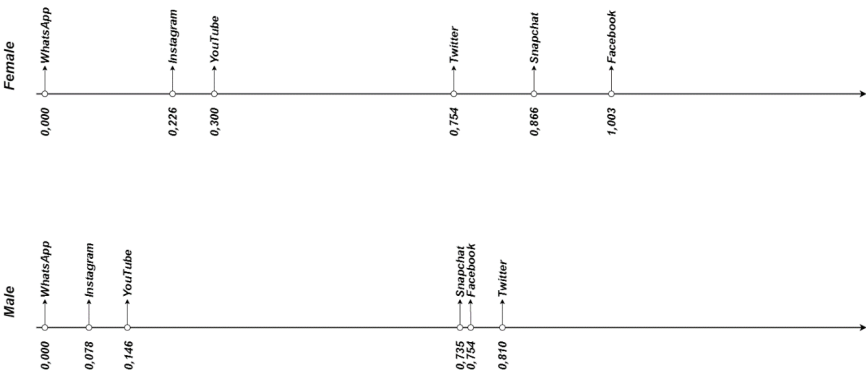 Female
WhatsApp
Instagram
YouTube
Twitter
Snapchat
Facebook
0,000
0,226
0,300
0,754
0,866
1,003
Male
WhatsApp
Instagram
YouTube
Snapchat
Facebook
Twitter
0,000
0,078
0,146
0,735
0,754
0,810